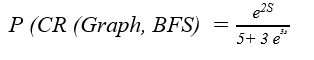 P (CR (Graph, BFS) = e^{2S} / 5+ 3 e^{3s}